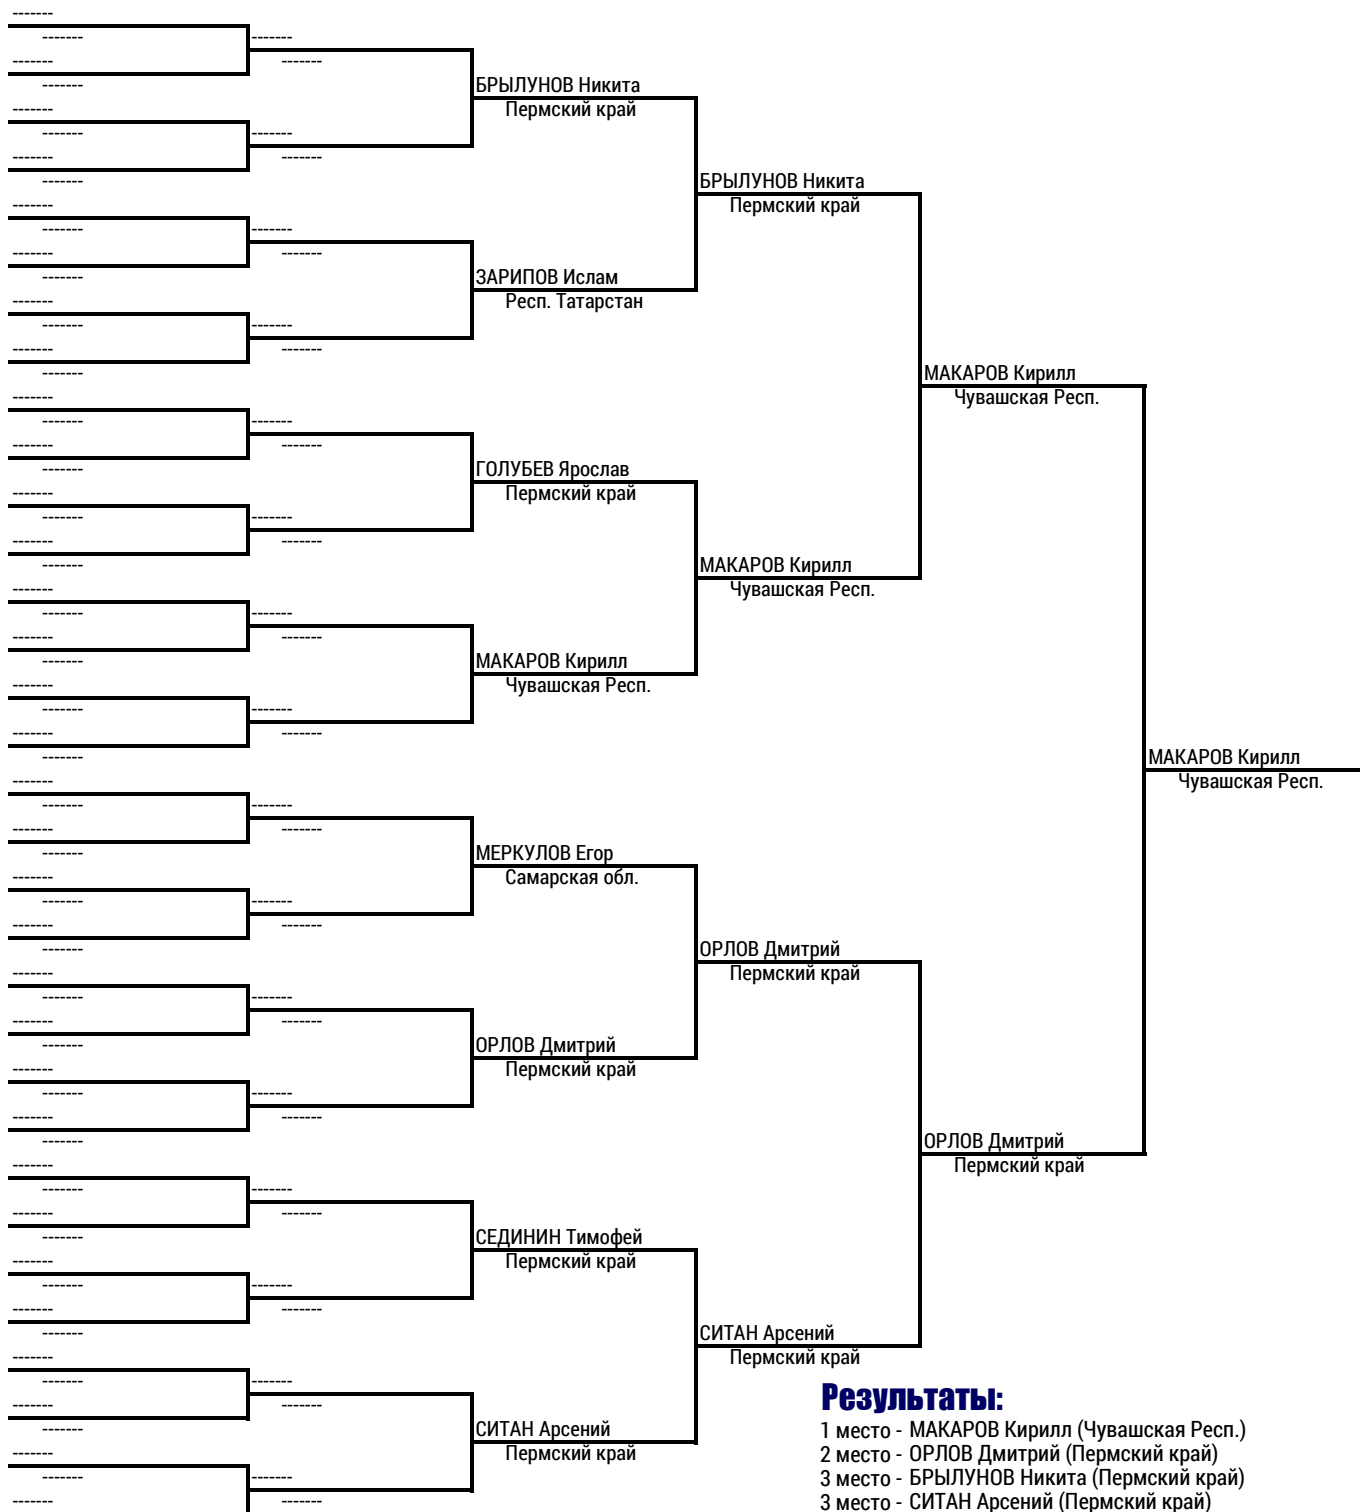 -------
-------
-------
-------
-------
-------
БРЫЛУНОВ Никита
-------
Пермский край
-------
-------
-------
-------
-------
-------
БРЫЛУНОВ Никита
-------
Пермский край
-------
-------
-------
-------
-------
ЗАРИПОВ Ислам
-------
Респ. Татарстан
-------
-------
-------
-------
-------
МАКАРОВ Кирилл
-------
Чувашская Респ.
-------
-------
-------
-------
-------
ГОЛУБЕВ Ярослав
-------
Пермский край
-------
-------
-------
-------
-------
МАКАРОВ Кирилл
-------
Чувашская Респ.
-------
-------
-------
-------
МАКАРОВ Кирилл
-------
Чувашская Респ.
-------
-------
-------
-------
-------
МАКАРОВ Кирилл
-------
Чувашская Респ.
-------
-------
-------
-------
-------
МЕРКУЛОВ Егор
-------
Самарская обл.
-------
-------
-------
-------
-------
ОРЛОВ Дмитрий
-------
Пермский край
-------
-------
-------
-------
-------
ОРЛОВ Дмитрий
-------
Пермский край
-------
-------
-------
-------
-------
ОРЛОВ Дмитрий
-------
Пермский край
-------
-------
-------
-------
-------
СЕДИНИН Тимофей
-------
Пермский край
-------
-------
-------
-------
-------
СИТАН Арсений
-------
Пермский край
-------
-------
-------
-------
-------
СИТАН Арсений
-------
Пермский край
-------
-------
-------
-------
Результаты:
1 место - МАКАРОВ Кирилл (Чувашская Респ.)
2 место - ОРЛОВ Дмитрий (Пермский край)
3 место - БРЫЛУНОВ Никита (Пермский край)
3 место - СИТАН Арсений (Пермский край)